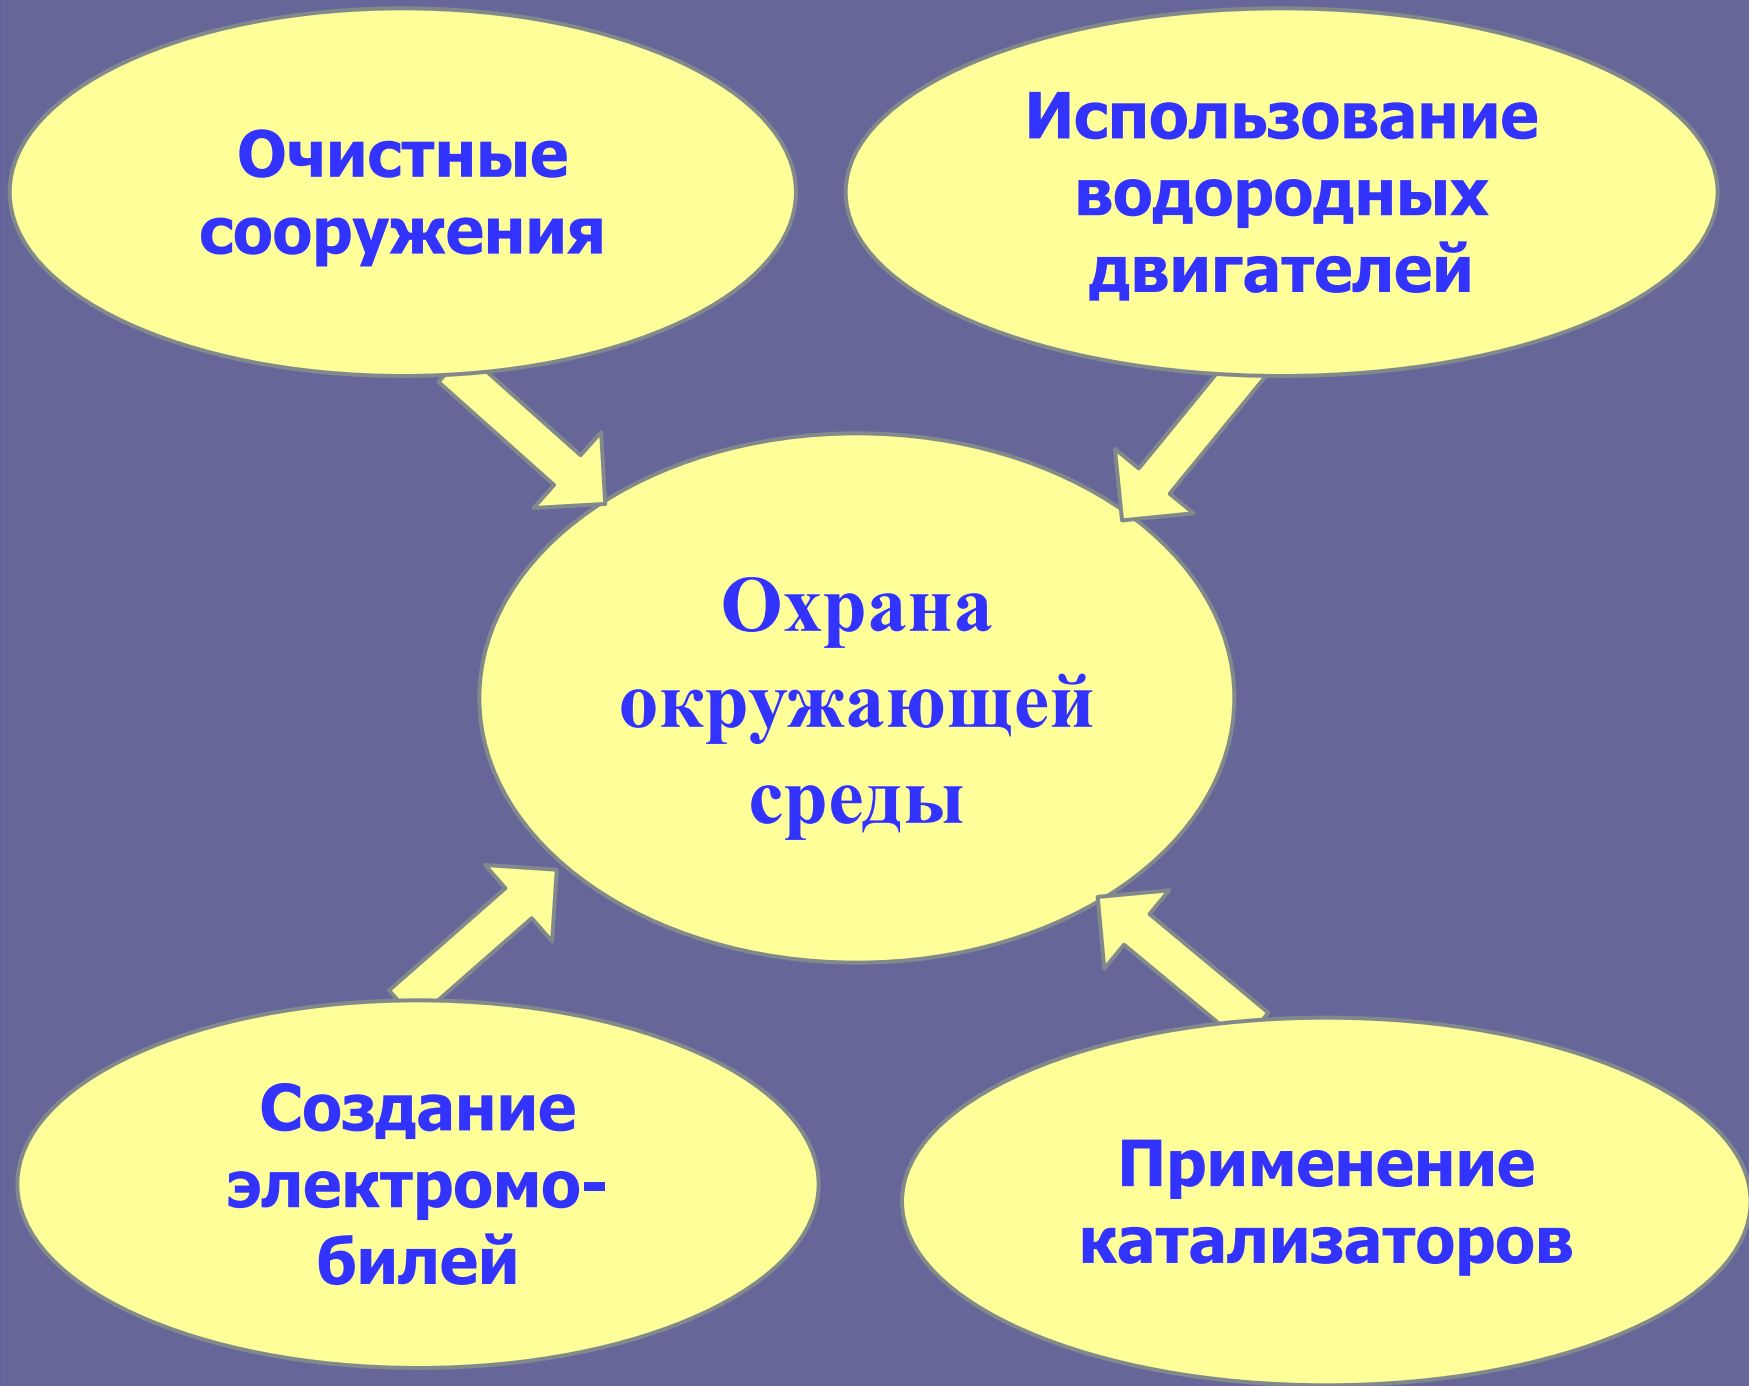 Очистные
сооружения
Использование
водородных
двигателей
Охрана
окружающей
среды
Создание
электромо-
билей
Применение
катализаторов